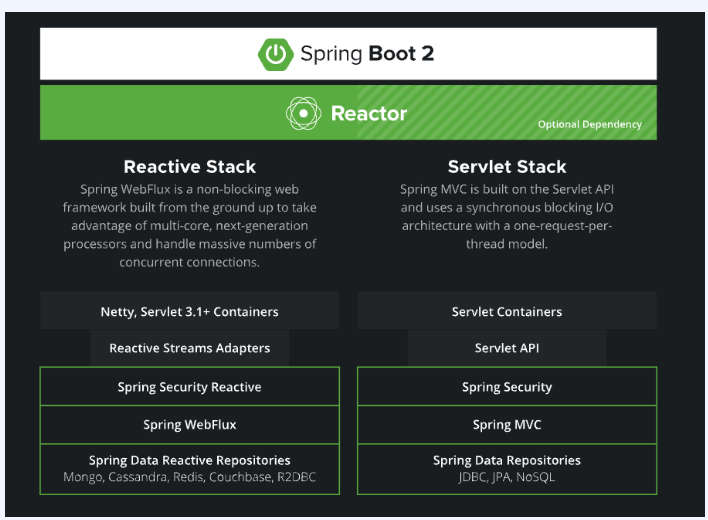 Spring Boot 2
Reactor
Optional Dependency
Reactive Stack
Spring WebFlux is a non-blocking web
framework built from the ground up to take
advantage of multi-core, next-generation
processors and handle massive numbers of
concurrent connections.
Servlet Stack
Spring MVC is built on the Servlet API
and uses a synchronous blocking I/O
architecture with a one-request-per-
thread model.
Netty, Servlet 3.1+ Containers
Reactive Streams Adapters
Spring Security Reactive
Spring WebFlux
Spring Data Reactive Repositories
Mongo, Cassandra, Redis, Couchbase, R2DBC
Servlet Containers
Servlet API
Spring Security
Spring MVC
Spring Data Repositories
JDBC, JPA, NoSQL